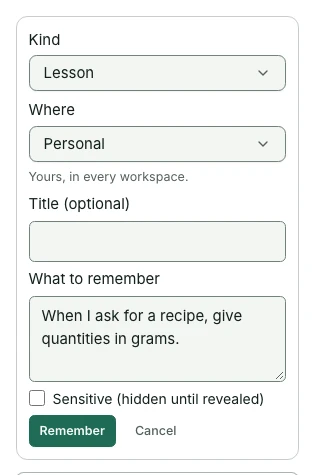 Kind
Lesson
Where
Personal
Yours, in every workspace.
Title (optional)
What to remember
When I ask for a recipe, give
quantities in grams.
Sensitive (hidden until revealed)
Remember Cancel